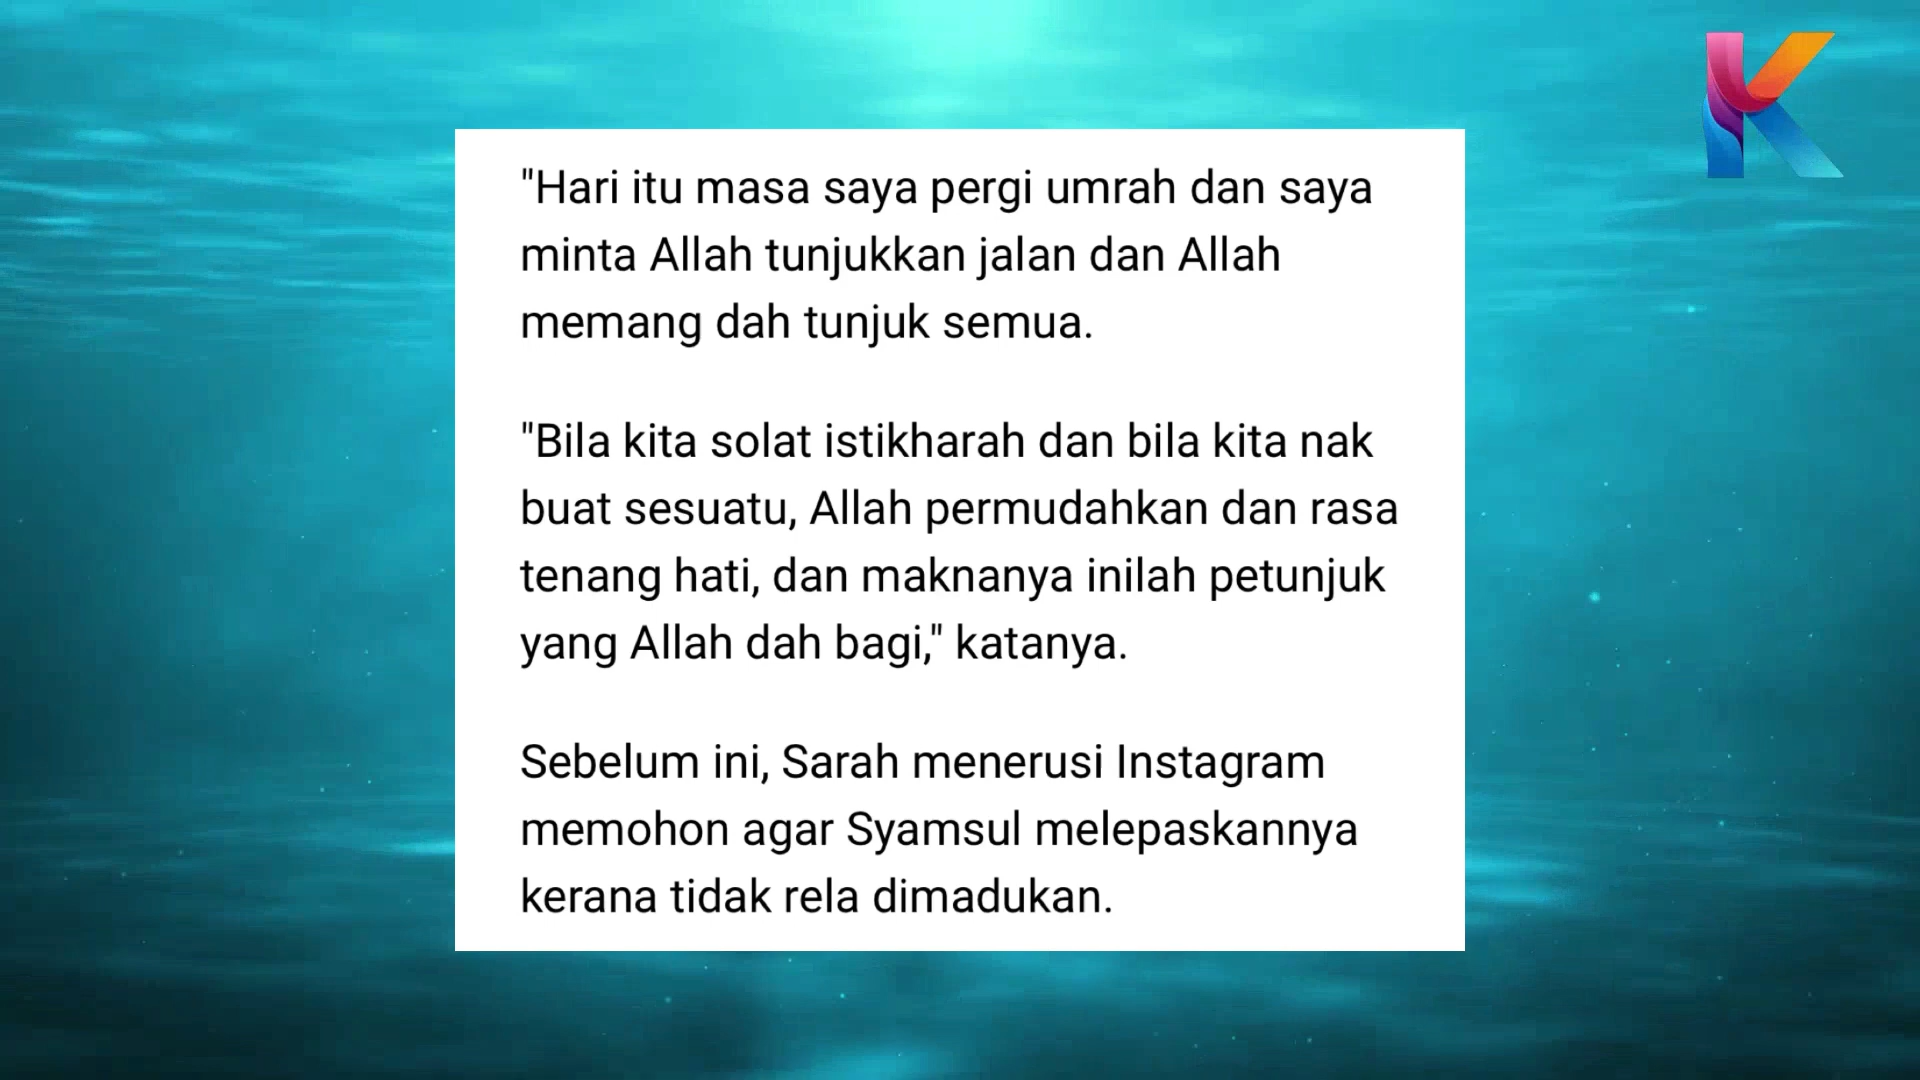 "Hari itu masa saya pergi umrah dan saya
minta Allah tunjukkan jalan dan Allah
memang dah tunjuk semua.
"Bila kita solat istikharah dan bila kita nak
buat sesuatu, Allah permudahkan dan rasa
tenang hati, dan maknanya inilah petunjuk
yang Allah dah bagi," katanya.
Sebelum ini, Sarah menerusi Instagram
memohon agar Syamsul melepaskannya
kerana tidak rela dimadukan.